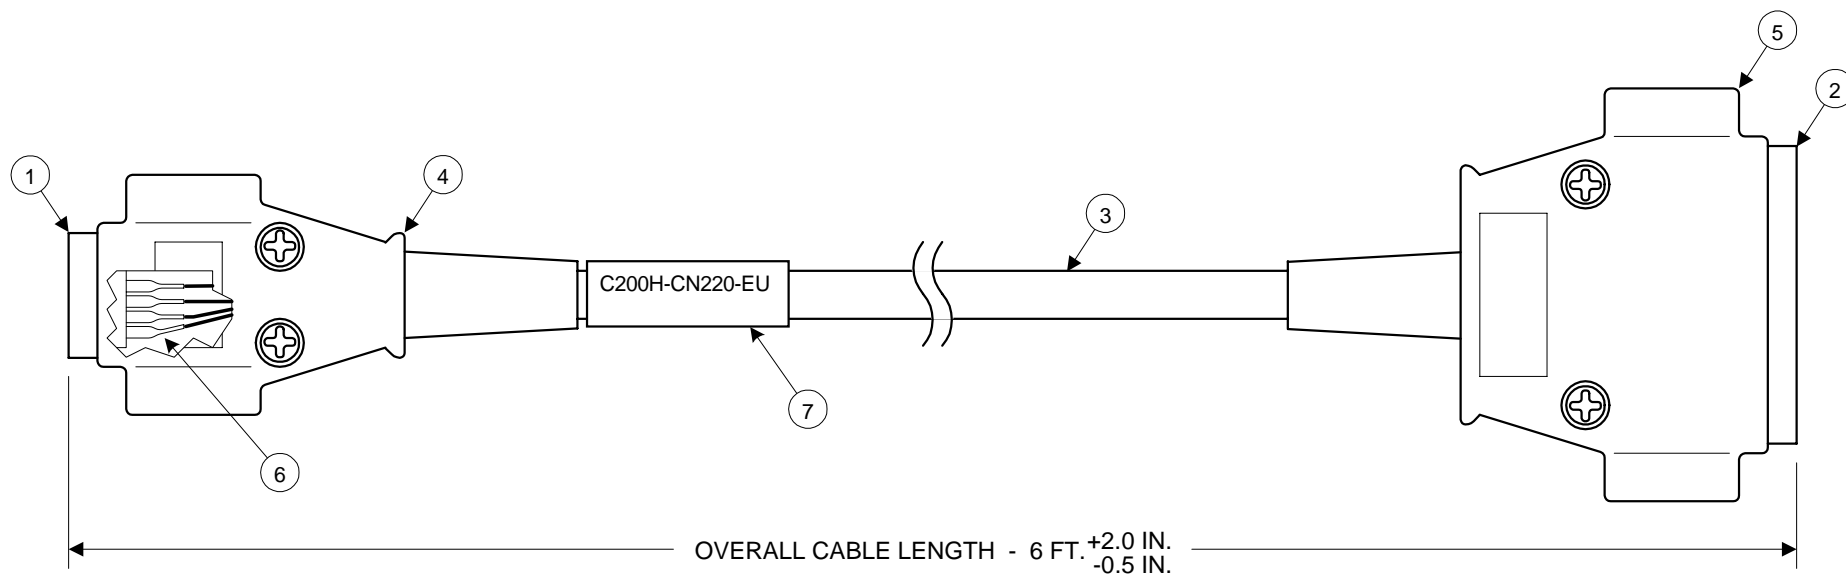 5
2
1
4
3
C200H-CN220-EU
7
6
OVERALL CABLE LENGTH - 6 FT. +2.0 IN.
-0.5 IN.